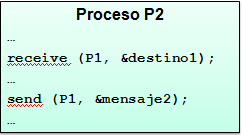 Proceso P2
…
receive (P1, &destino1);
…
send (P1, &mensaje2);
…